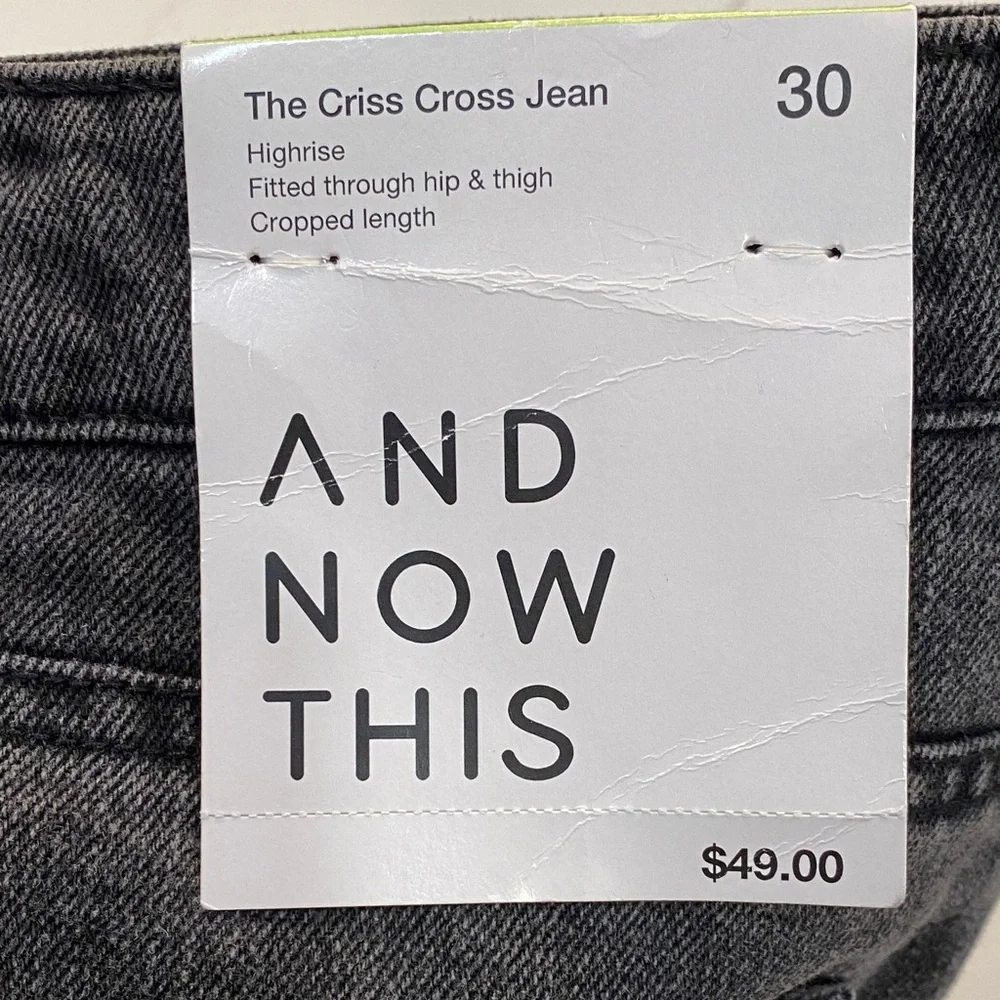 The Criss Cross Jean 30
Highrise
Fitted through hip & thigh
Cropped length
AND
NOW
THIS
$49.00